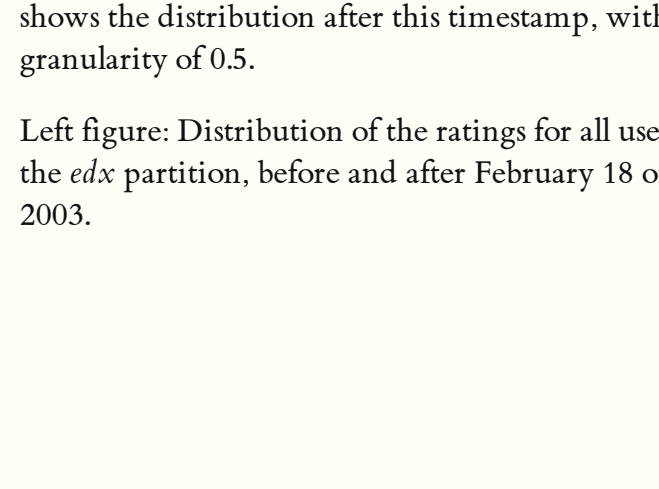 shows the distribution after this timestamp, with
granularity of 0.5.
Left figure: Distribution of the ratings for all
the edx partition, before and after February 18
2003.